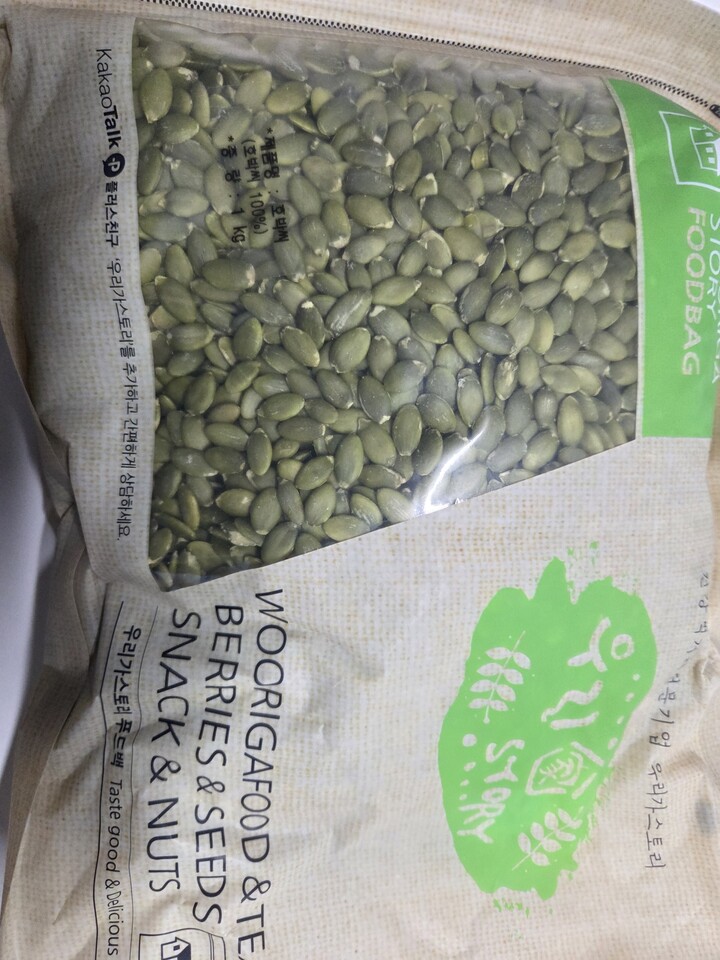 STORY
FOODBAG
* 제품명 : 호박씨
(호박씨 100%)
* 중 량 : 1 kg
KakaoTalk 플러스친구 '우리가스토리'를 추가하고 간편하게 상담하세요.
우리가스토리
우리家
STORY
WOORIGAFOOD & TEA
BERRIES & SEEDS
SNACK & NUTS
우리가스토리 푸드백 Taste good & Delicious